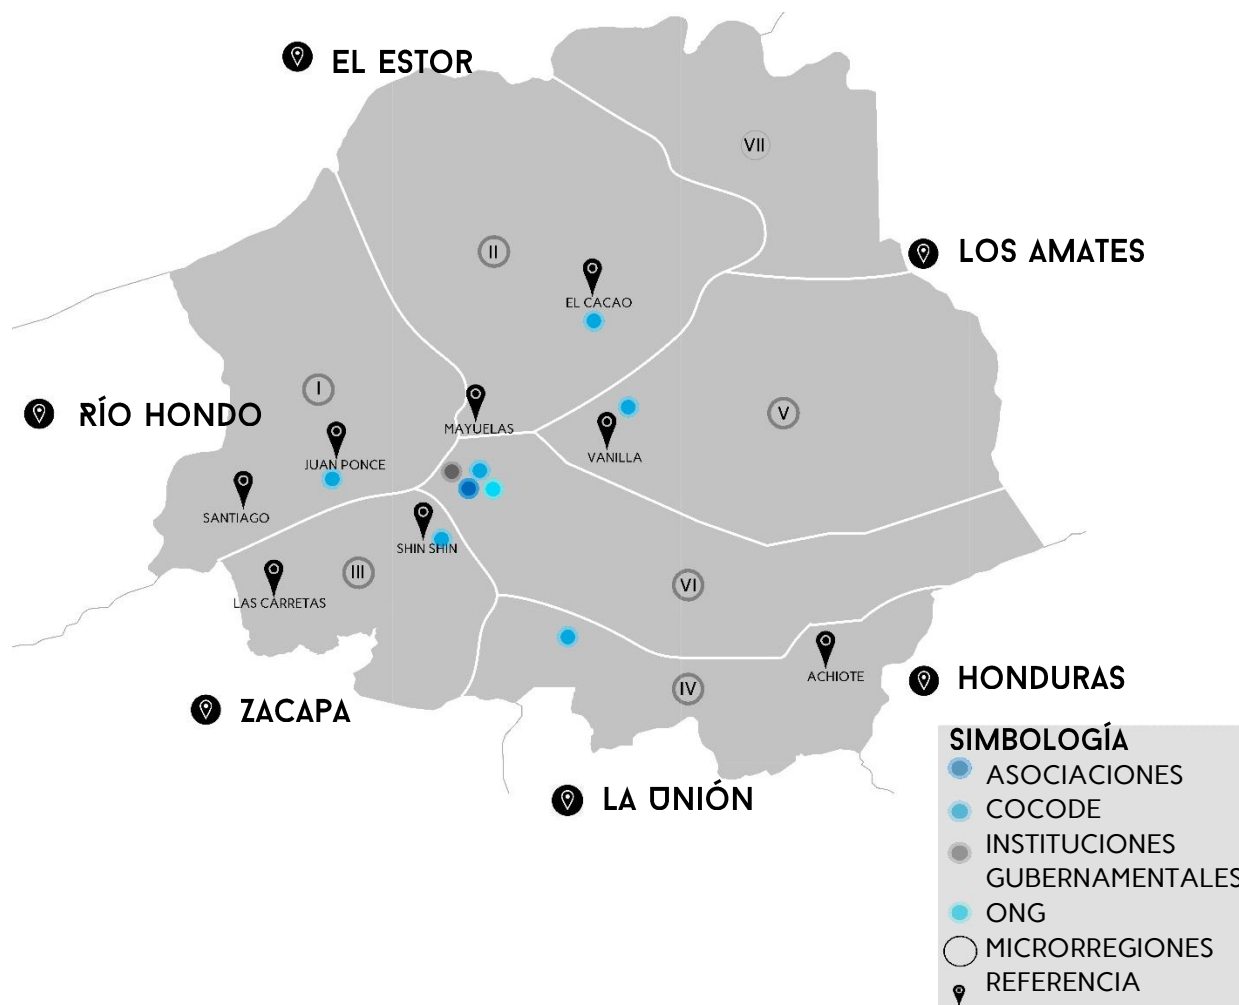 EL ESTOR
VII
II
LOS AMATES
EL CACAO
I
RÍO HONDO
MAYUELAS
V
VANILLA
JUAN PONCE
SANTIAGO
SHIN SHIN
III
VI
LAS CARRETAS
ACHIOTE
HONDURAS
IV
ZACAPA
LA UNIÓN
SIMBOLOGÍA
ASOCIACIONES
COCODE
INSTITUCIONES
GUBERNAMENTALES
ONG
MICRORREGIONES
REFERENCIA